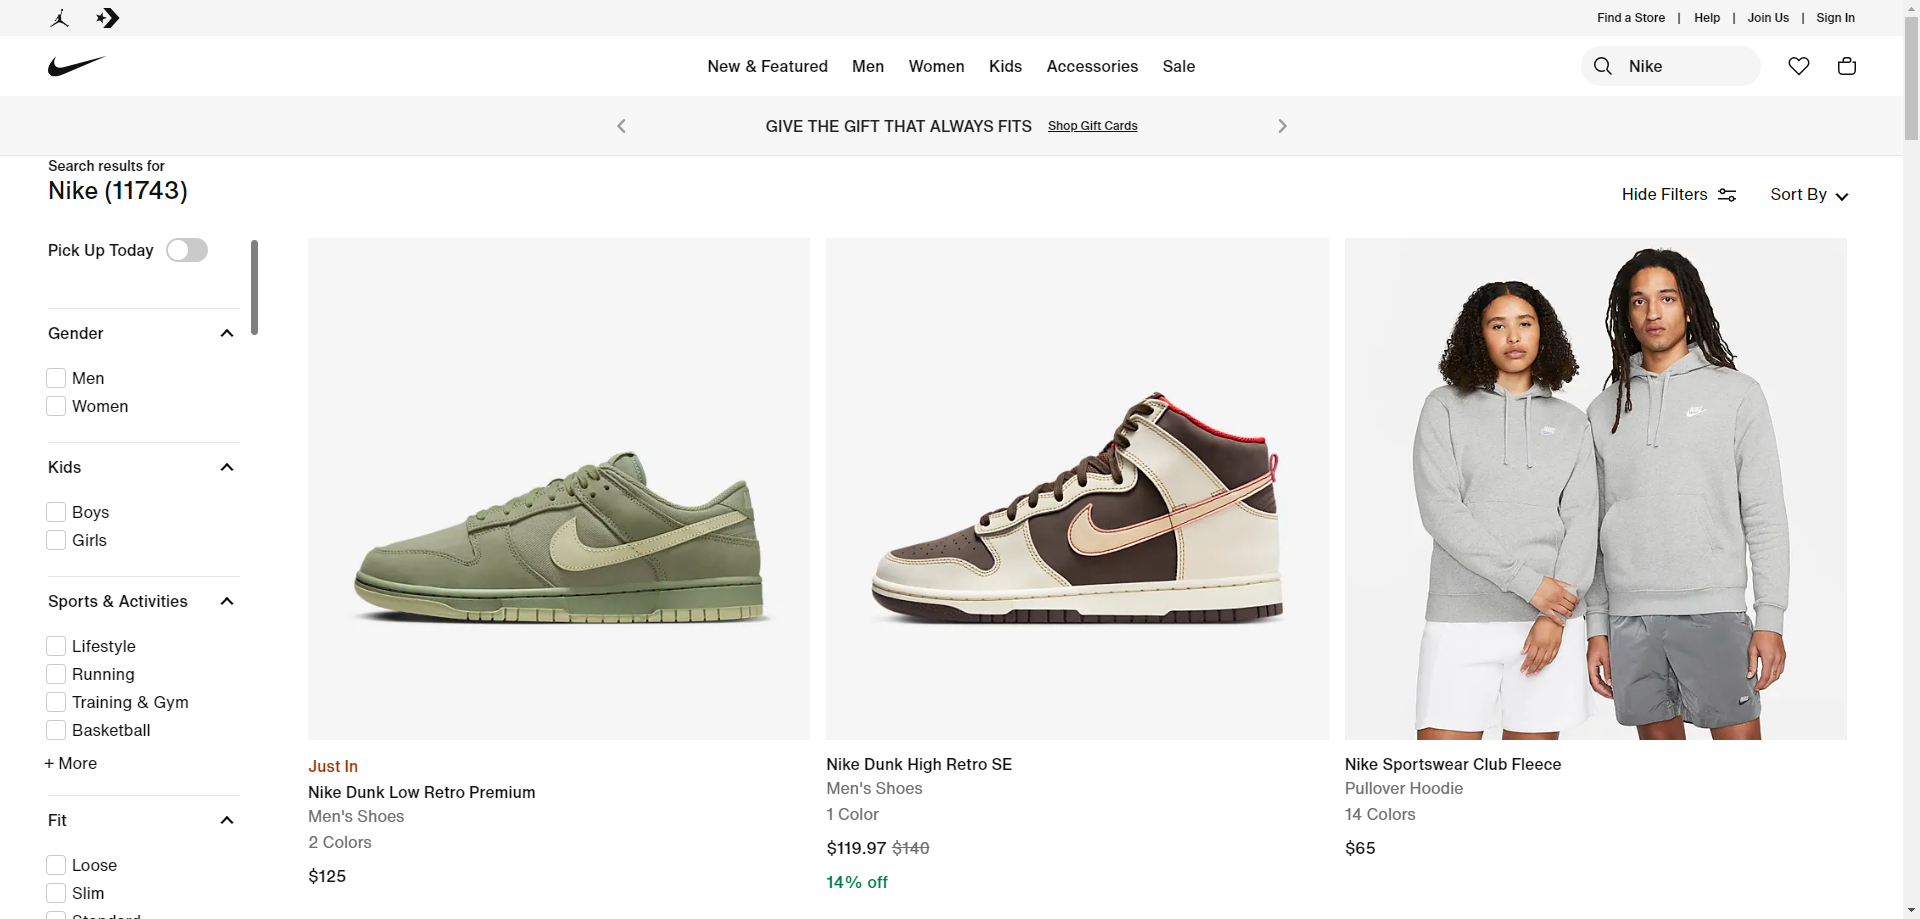 Find a Store | Help | Join Us | Sign In
New & Featured Men Women Kids Accessories Sale
Nike
GIVE THE GIFT THAT ALWAYS FITS Shop Gift Cards
Search results for
Nike (11743)
Hide Filters Sort By
Pick Up Today
Gender
Men
Women
Kids
Boys
Girls
Sports & Activities
Lifestyle
Running
Training & Gym
Basketball
+ More
Fit
Loose
Slim
Standard
Just In
Nike Dunk Low Retro Premium
Men's Shoes
2 Colors
$125
Nike Dunk High Retro SE
Men's Shoes
1 Color
$119.97 $140
14% off
Nike Sportswear Club Fleece
Pullover Hoodie
14 Colors
$65